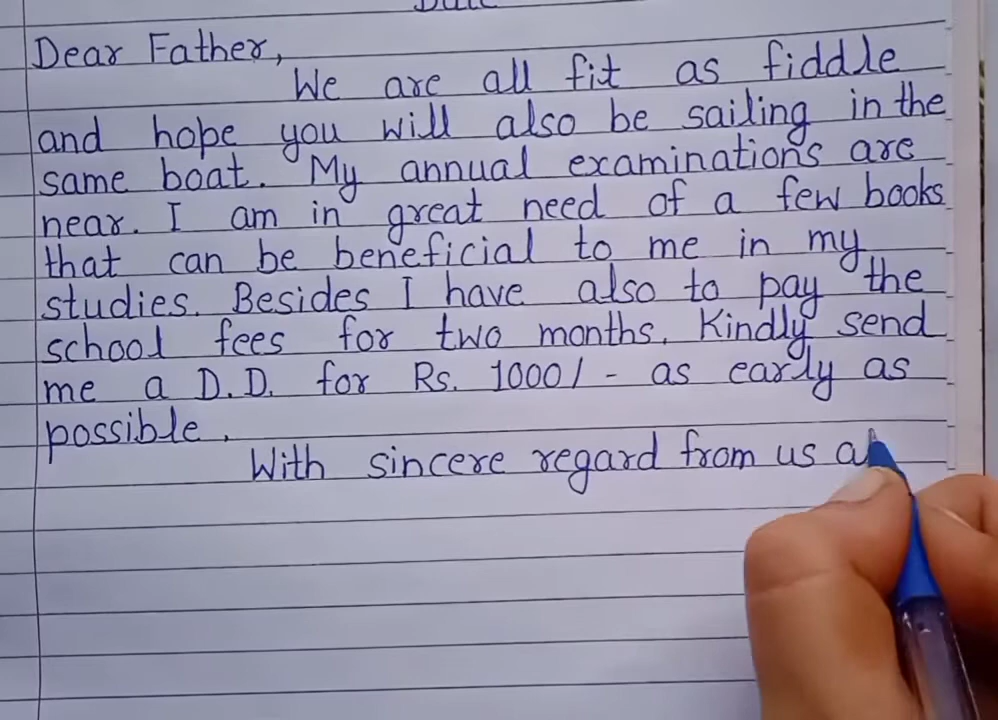 Dear Father,
We are all fit as fiddle
and hope you will also be sailing in the
same boat. My annual examinations are
near. I am in great need of a few books
that can be beneficial to me in my
studies. Besides I have also to pay the
school fees for two months. Kindly send
me a D.D. for Rs. 1000/- as early as
possible.
With sincere regard from us